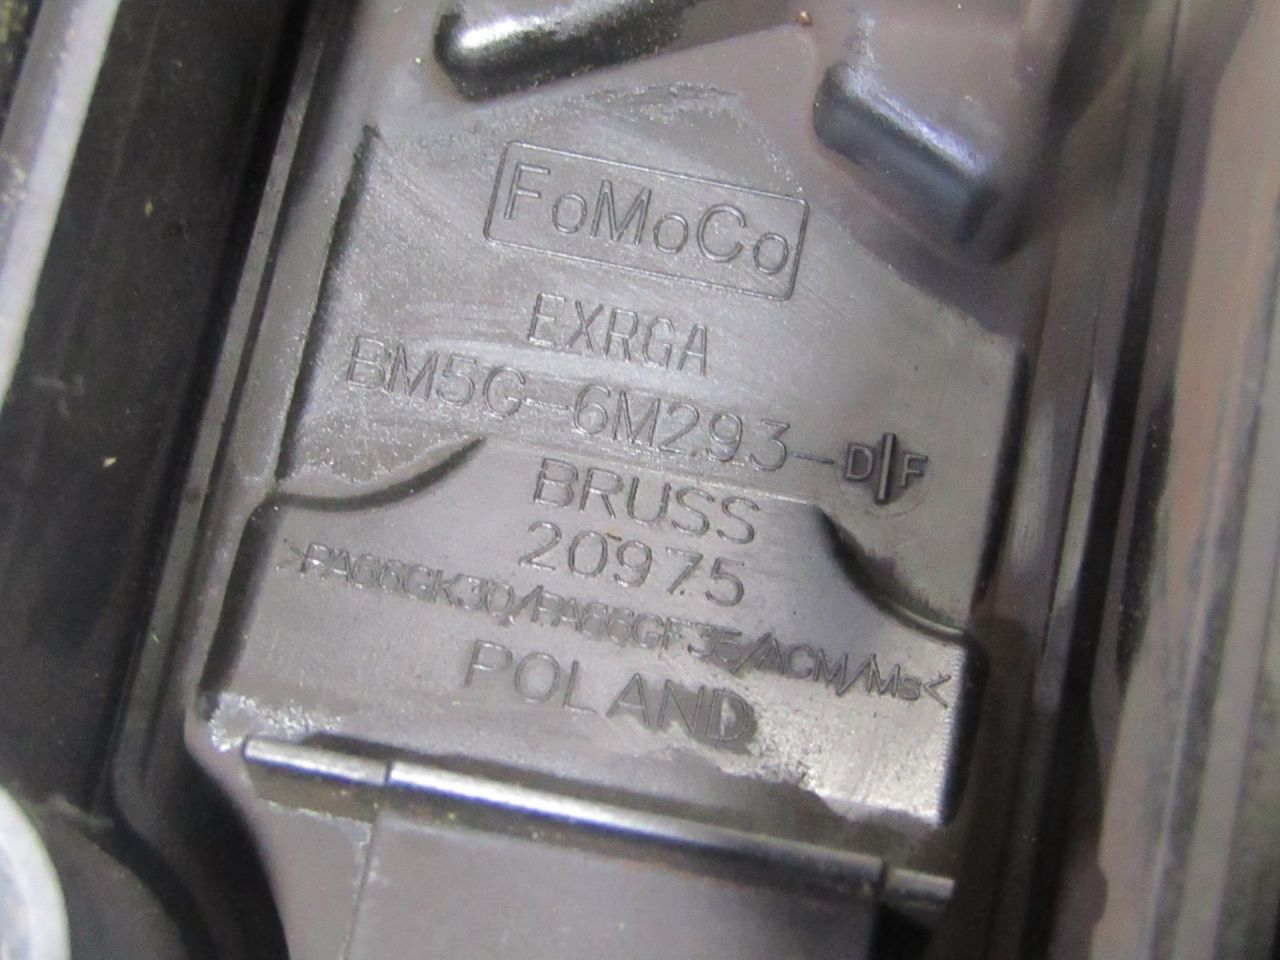 FoMoCo
EXRGA
BM5G-6M293-D F
BRUSS
20975
>PA66GK30/PA66GF35/ACM/Ms<
POLAND